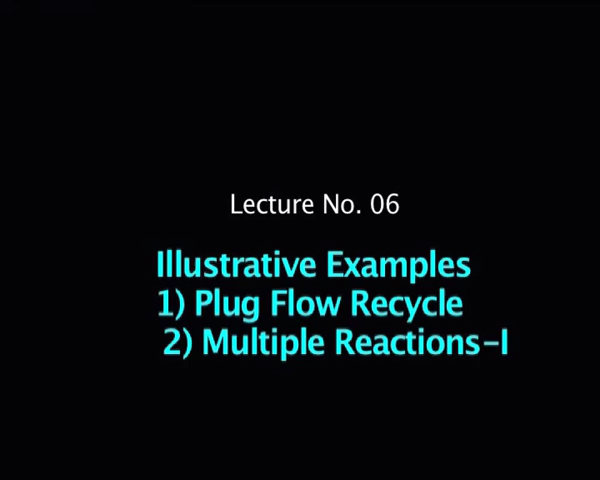 Lecture No. 06
Illustrative Examples
1) Plug Flow Recycle
2) Multiple Reactions-I